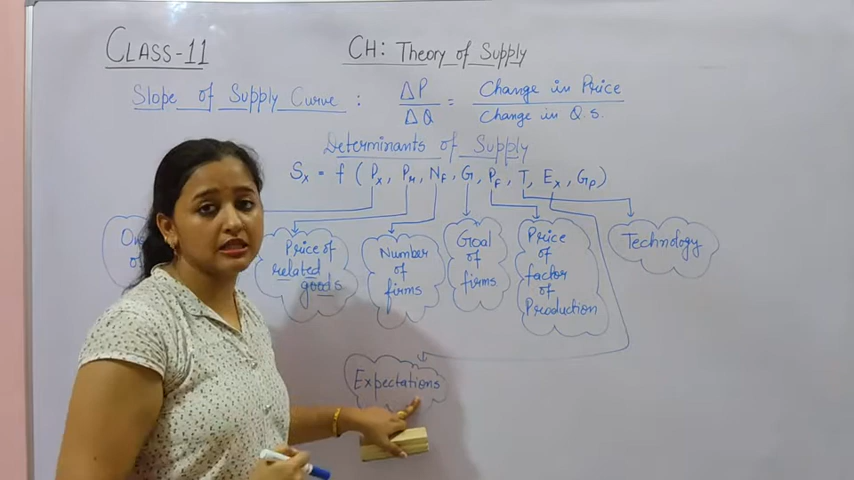 CLASS-11
CH: Theory of Supply
Slope of Supply Curve : ΔP/ΔQ = Change in Price/Change in Q.S.
Determinants of Supply
Sx = f (Px, PR, NF, G, PF, T, Ex, GP)
Price of
related
goods
Number
of
firms
Goal
of
firms
Price
of
factor
of
Production
Technology
Expectations